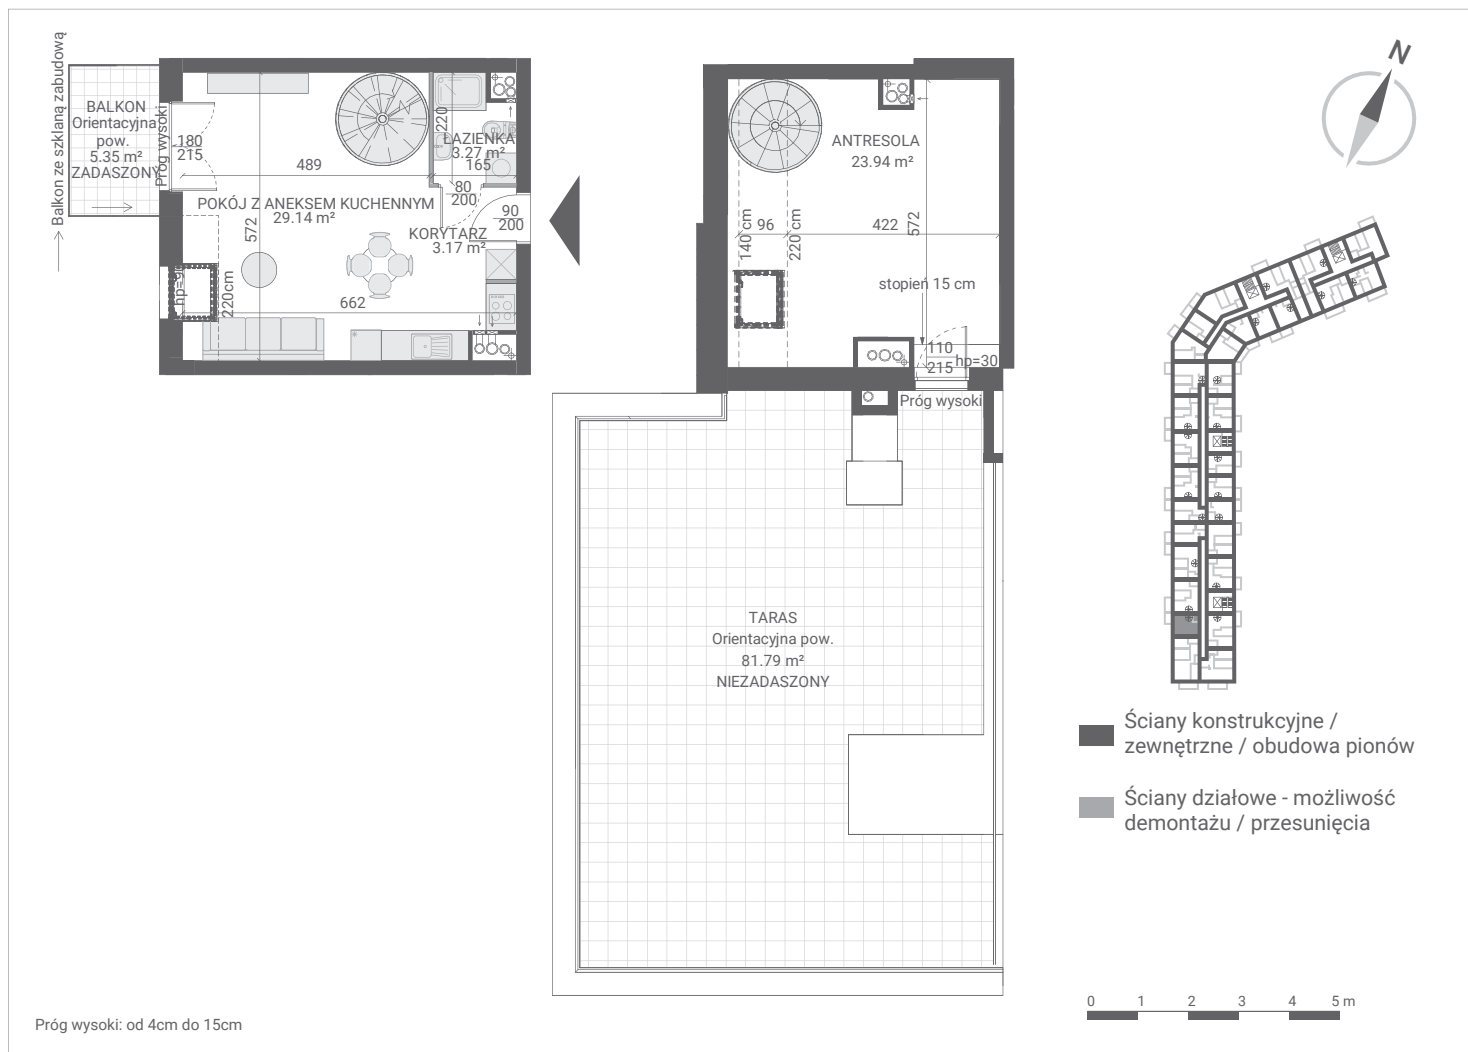 Balkon ze szklaną zabudową
BALKON
Orientacyjna
pow.
5.35 m²
ZADASZONY
Próg wysoki
180
215
489
220
ŁAZIENKA
3.27 m²
165
80
200
90
200
POKÓJ Z ANEKSEM KUCHENNYM
29.14 m²
572
KORYTARZ
3.17 m²
220cm
662
ANTRESOLA
23.94 m²
140 cm
96
220 cm
422
572
stopień 15 cm
110
215
hp=30
Próg wysoki
TARAS
Orientacyjna pow.
81.79 m²
NIEZADASZONY
N
Ściany konstrukcyjne /
zewnętrzne / obudowa pionów
Ściany działowe - możliwość
demontażu / przesunięcia
0 1 2 3 4 5 m
Próg wysoki: od 4cm do 15cm